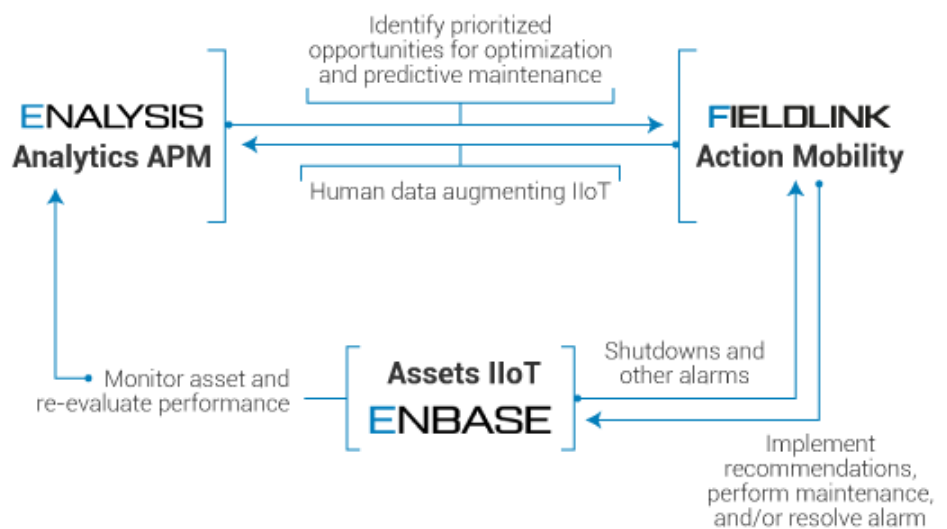 Identify prioritized
opportunities for optimization
and predictive maintenance
ENALYSIS
Analytics APM
FIELDLINK
Action Mobility
Human data augmenting IIoT
Monitor asset and
re-evaluate performance
Assets IIoT
ENBASE
Shutdowns and
other alarms
Implement
recommendations,
perform maintenance,
and/or resolve alarm